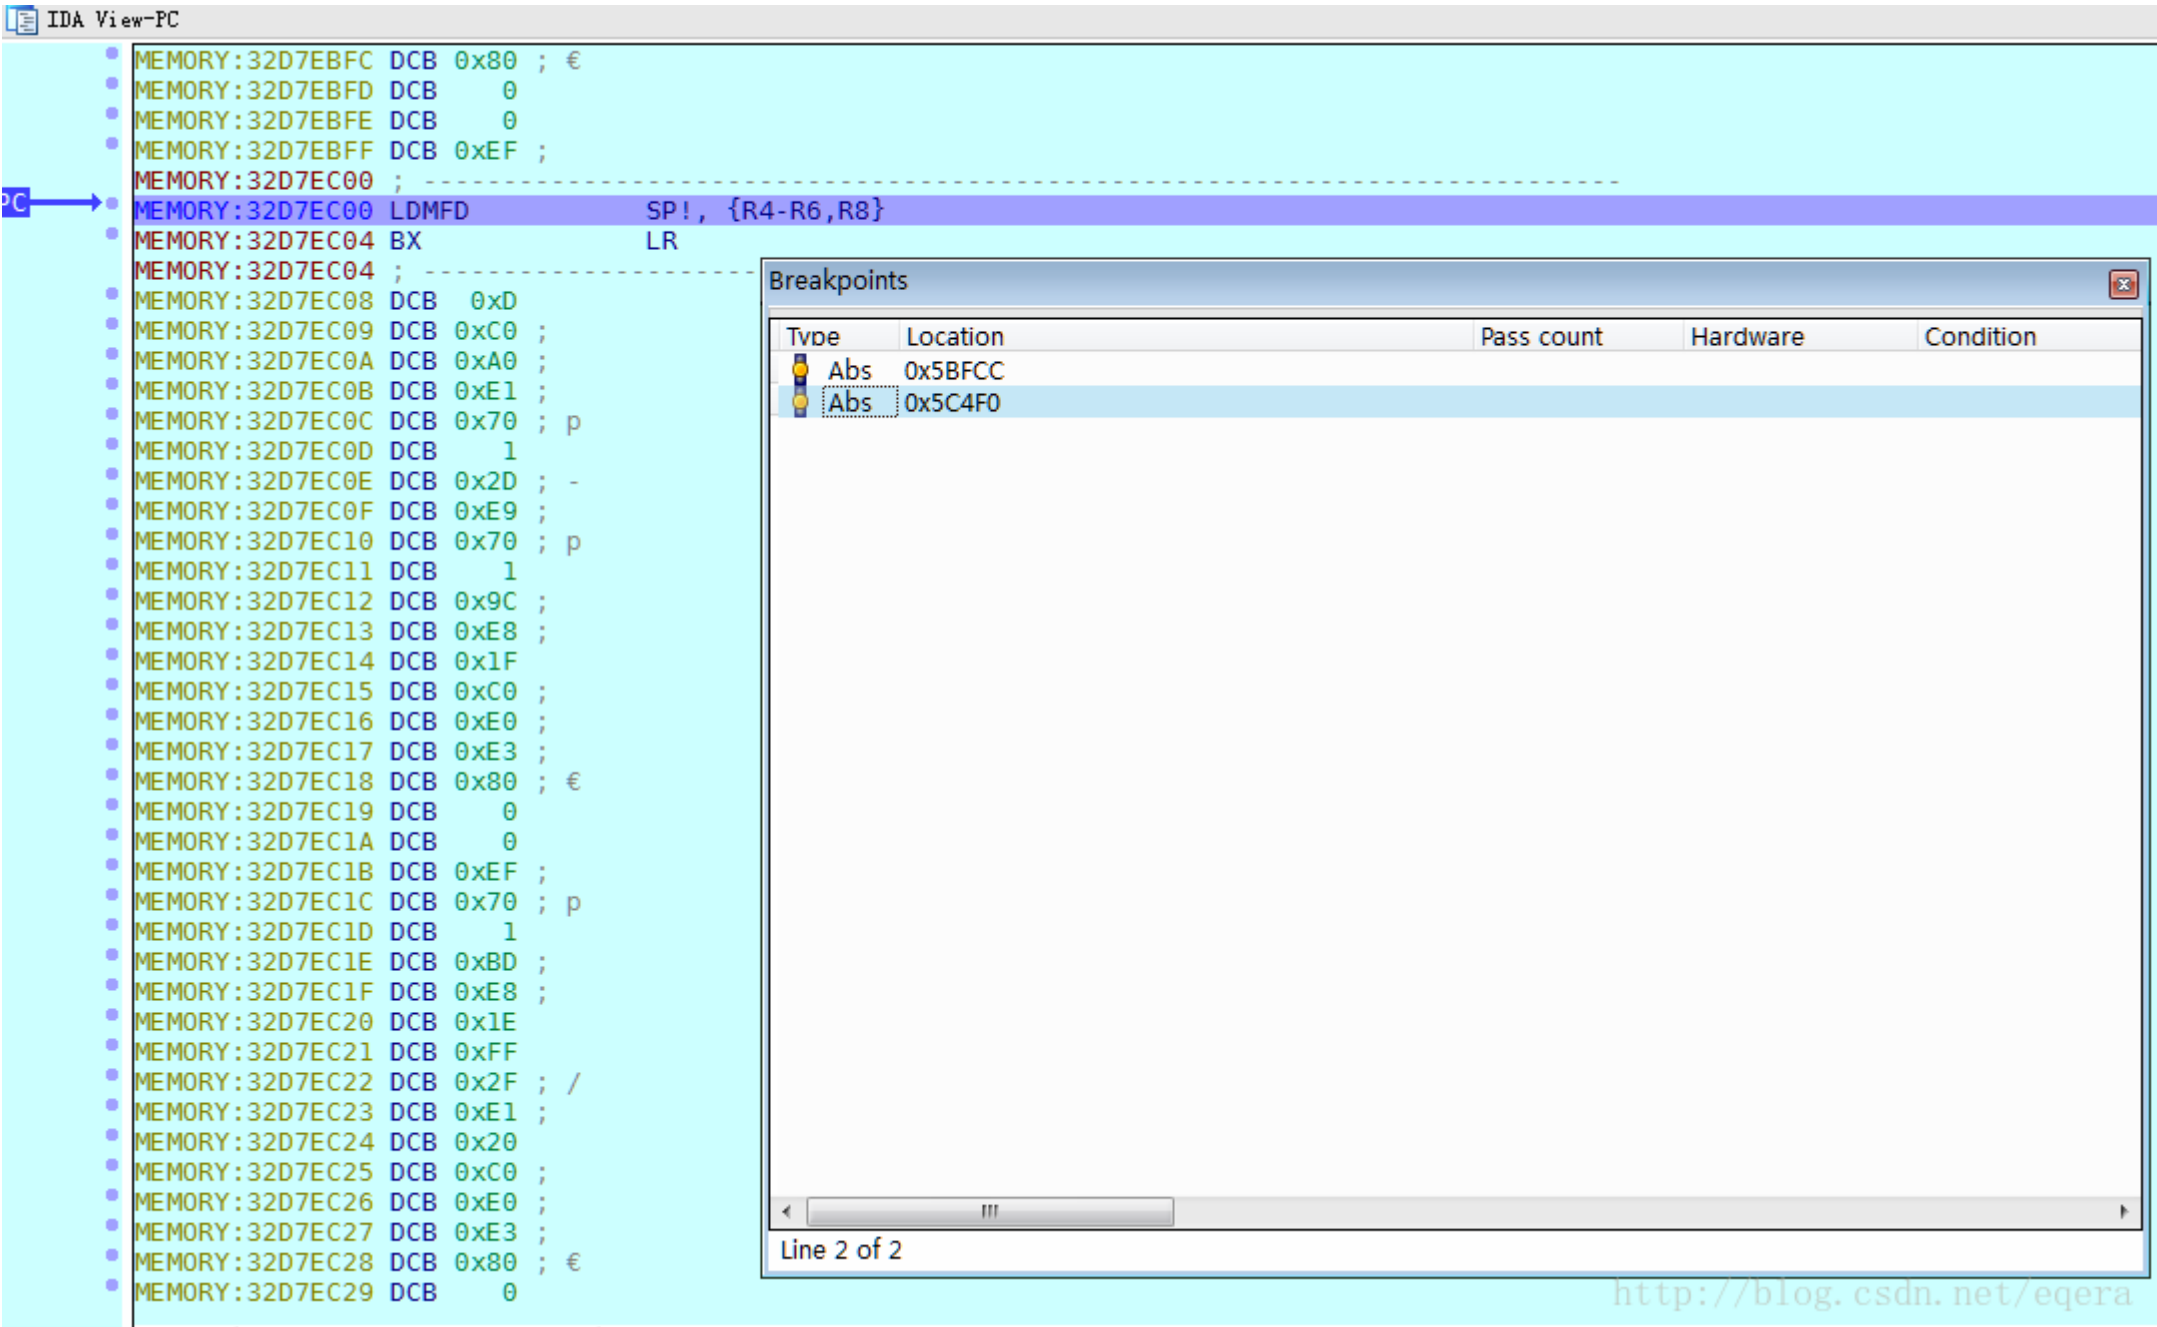 IDA View-PC
MEMORY:32D7EBFC DCB 0x80 ; €
MEMORY:32D7EBFD DCB 0
MEMORY:32D7EBFE DCB 0
MEMORY:32D7EBFF DCB 0xEF ;
MEMORY:32D7EC00 ; ---------------------------------------------------------------------------
PC
MEMORY:32D7EC00 LDMFD SP!, {R4-R6,R8}
MEMORY:32D7EC04 BX LR
MEMORY:32D7EC04 ; ---------------------
MEMORY:32D7EC08 DCB 0xD
MEMORY:32D7EC09 DCB 0xC0 ;
MEMORY:32D7EC0A DCB 0xA0 ;
MEMORY:32D7EC0B DCB 0xE1 ;
MEMORY:32D7EC0C DCB 0x70 ; p
MEMORY:32D7EC0D DCB 1
MEMORY:32D7EC0E DCB 0x2D ; -
MEMORY:32D7EC0F DCB 0xE9 ;
MEMORY:32D7EC10 DCB 0x70 ; p
MEMORY:32D7EC11 DCB 1
MEMORY:32D7EC12 DCB 0x9C ;
MEMORY:32D7EC13 DCB 0xE8 ;
MEMORY:32D7EC14 DCB 0x1F
MEMORY:32D7EC15 DCB 0xC0 ;
MEMORY:32D7EC16 DCB 0xE0 ;
MEMORY:32D7EC17 DCB 0xE3 ;
MEMORY:32D7EC18 DCB 0x80 ; €
MEMORY:32D7EC19 DCB 0
MEMORY:32D7EC1A DCB 0
MEMORY:32D7EC1B DCB 0xEF ;
MEMORY:32D7EC1C DCB 0x70 ; p
MEMORY:32D7EC1D DCB 1
MEMORY:32D7EC1E DCB 0xBD ;
MEMORY:32D7EC1F DCB 0xE8 ;
MEMORY:32D7EC20 DCB 0x1E
MEMORY:32D7EC21 DCB 0xFF
MEMORY:32D7EC22 DCB 0x2F ; /
MEMORY:32D7EC23 DCB 0xE1 ;
MEMORY:32D7EC24 DCB 0x20
MEMORY:32D7EC25 DCB 0xC0 ;
MEMORY:32D7EC26 DCB 0xE0 ;
MEMORY:32D7EC27 DCB 0xE3 ;
MEMORY:32D7EC28 DCB 0x80 ; €
MEMORY:32D7EC29 DCB 0
Breakpoints
Type Location Pass count Hardware Condition
Abs 0x5BFCC
Abs 0x5C4F0
Line 2 of 2
http://blog.csdn.net/eqera